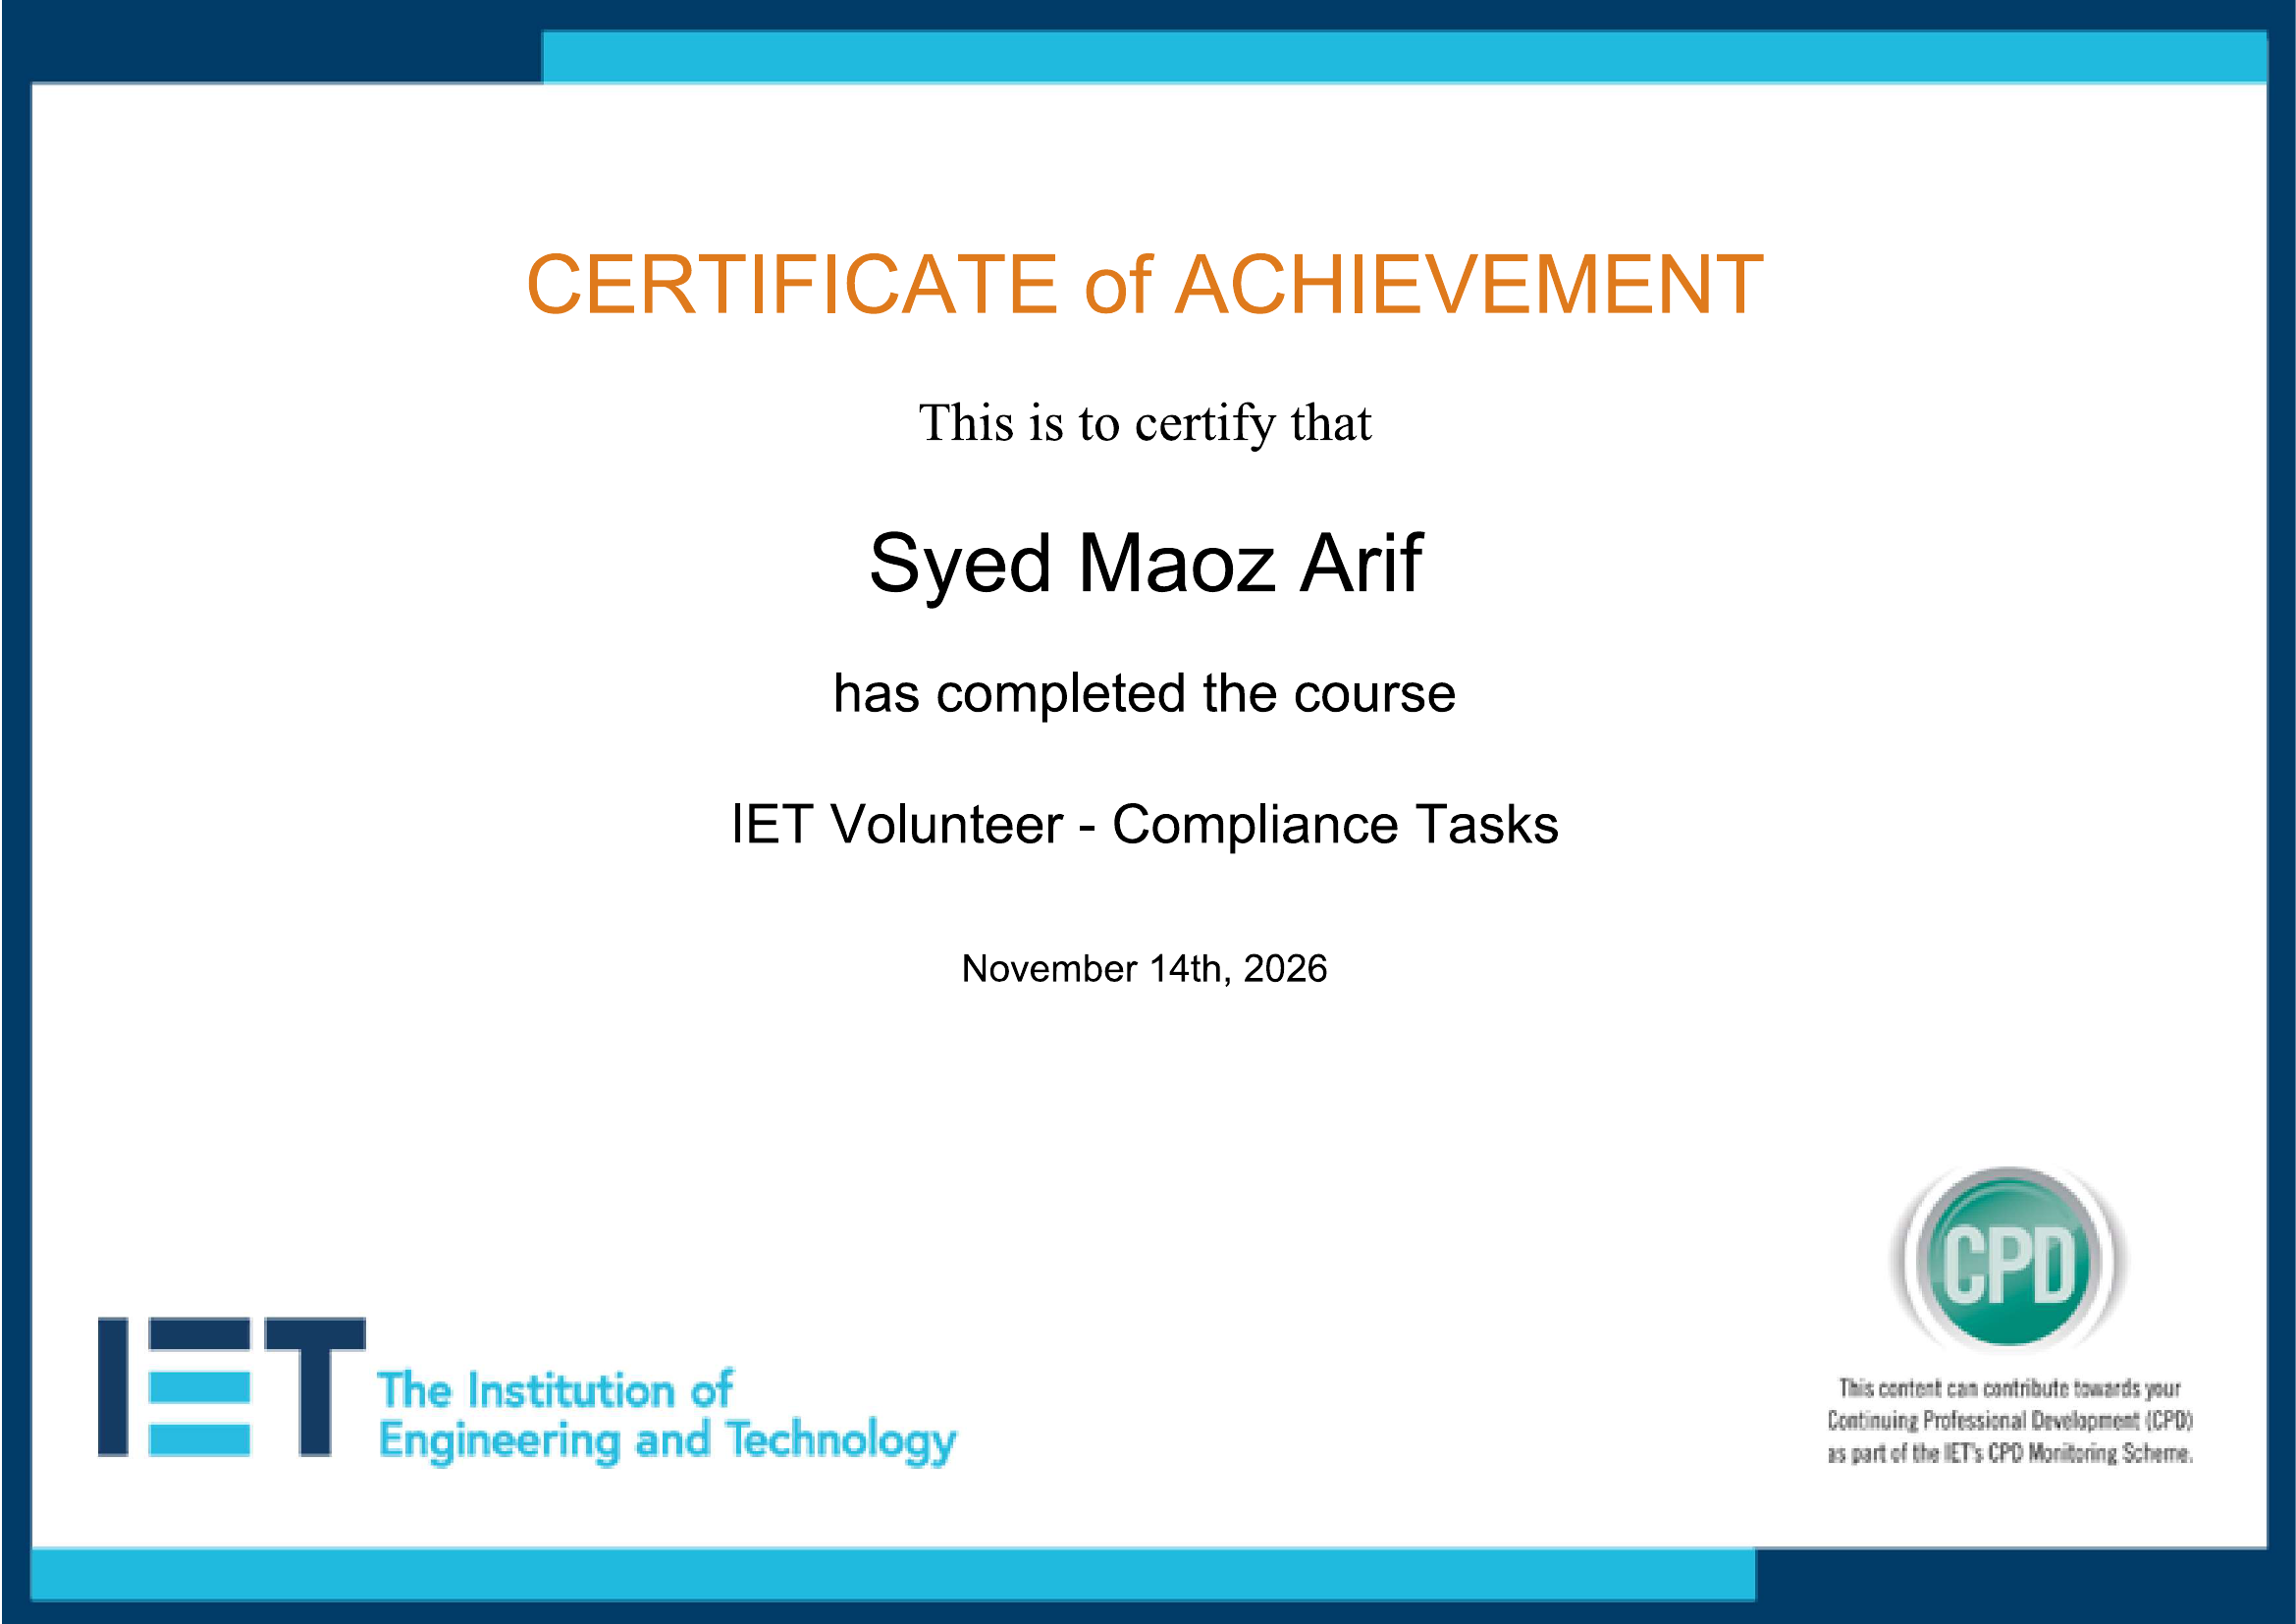 CERTIFICATE of ACHIEVEMENT
This is to certify that
Syed Maoz Arif
has completed the course
IET Volunteer - Compliance Tasks
November 14th, 2026
IET
The Institution of
Engineering and Technology
CPD
This content can contribute towards your
Continuing Professional Development (CPD)
as part of the IET's CPD Monitoring Scheme.